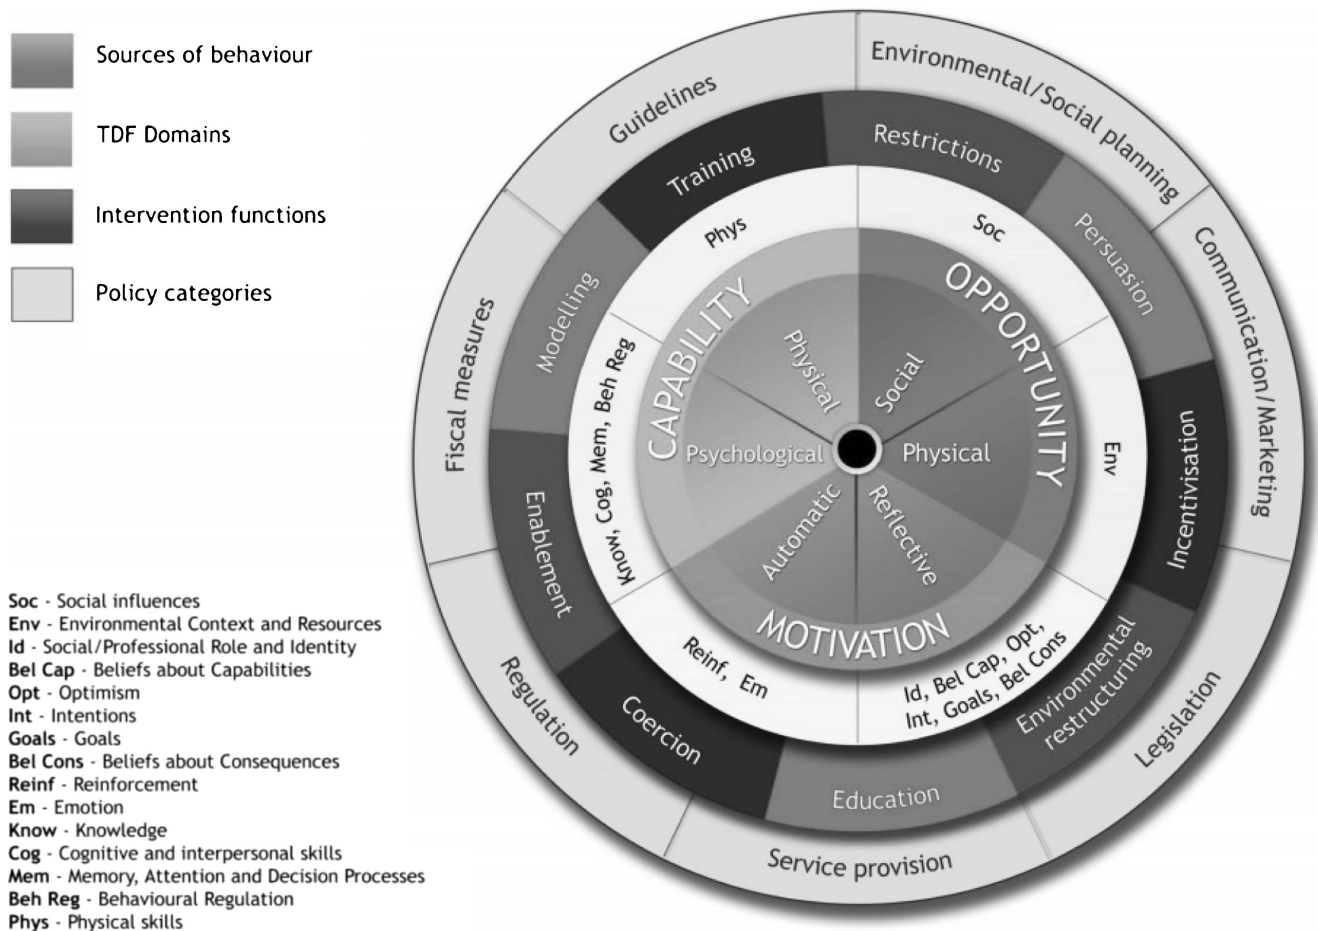 Sources of behaviour
TDF Domains
Intervention functions
Policy categories
Soc - Social influences
Env - Environmental Context and Resources
Id - Social/Professional Role and Identity
Bel Cap - Beliefs about Capabilities
Opt - Optimism
Int - Intentions
Goals - Goals
Bel Cons - Beliefs about Consequences
Reinf - Reinforcement
Em - Emotion
Know - Knowledge
Cog - Cognitive and interpersonal skills
Mem - Memory, Attention and Decision Processes
Beh Reg - Behavioural Regulation
Phys - Physical skills
Guidelines
Environmental/Social planning
Communication/Marketing
Legislation
Service provision
Regulation
Fiscal measures
Training
Restrictions
Persuasion
Incentivisation
Environmental
restructuring
Education
Coercion
Enablement
Modelling
Phys
Soc
Env
Id, Bel Cap, Opt,
Int, Goals, Bel Cons
Reinf, Em
Know, Cog, Mem, Beh Reg
CAPABILITY
OPPORTUNITY
MOTIVATION
Physical
Social
Physical
Reflective
Automatic
Psychological